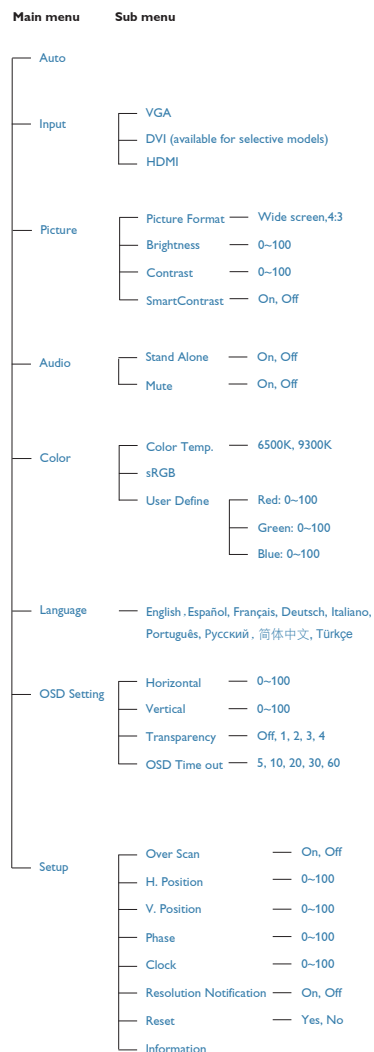 Main menu Sub menu
Auto
Input
VGA
DVI (available for selective models)
HDMI
Picture
Picture Format Wide screen,4:3
Brightness 0~100
Contrast 0~100
SmartContrast On, Off
Audio
Stand Alone On, Off
Mute On, Off
Color
Color Temp. 6500K, 9300K
sRGB
User Define Red: 0~100
Green: 0~100
Blue: 0~100
Language English, Español, Français, Deutsch, Italiano,
Português, Русский, 简体中文, Türkçe
OSD Setting
Horizontal 0~100
Vertical 0~100
Transparency Off, 1, 2, 3, 4
OSD Time out 5, 10, 20, 30, 60
Setup
Over Scan On, Off
H. Position 0~100
V. Position 0~100
Phase 0~100
Clock 0~100
Resolution Notification On, Off
Reset Yes, No
Information